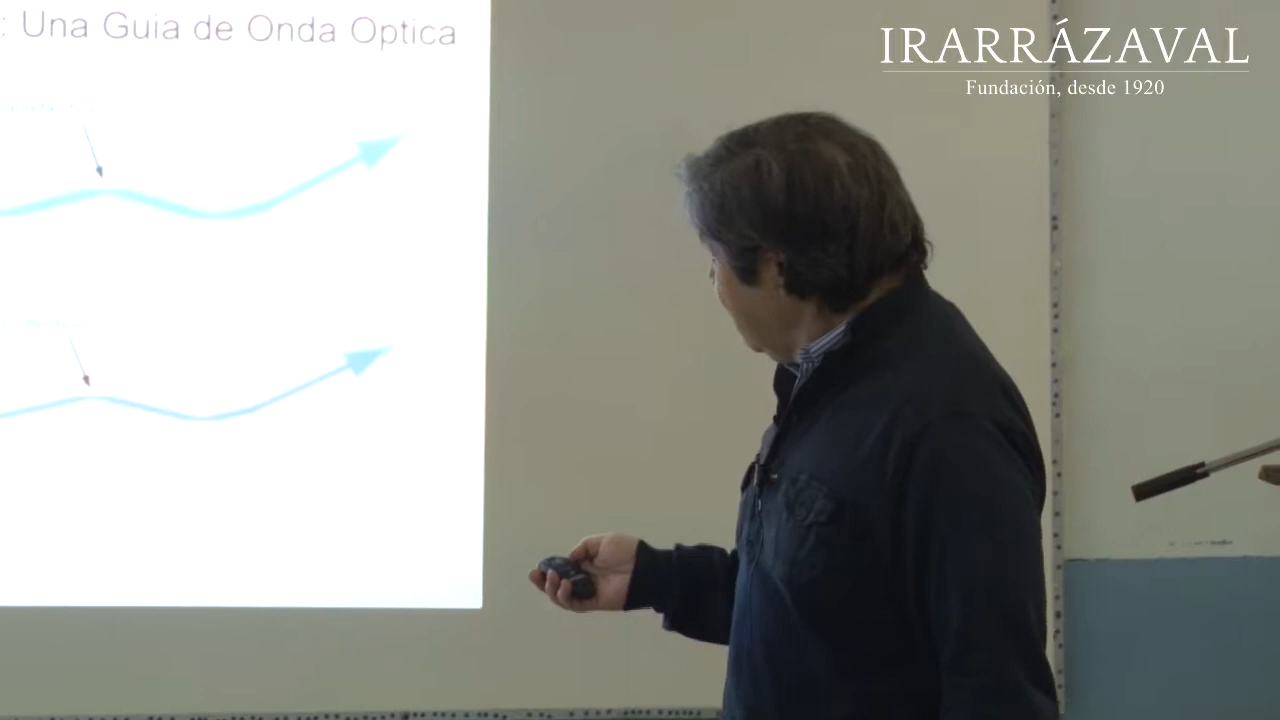 : Una Guia de Onda Optica
IRARRÁZAVAL
Fundación, desde 1920